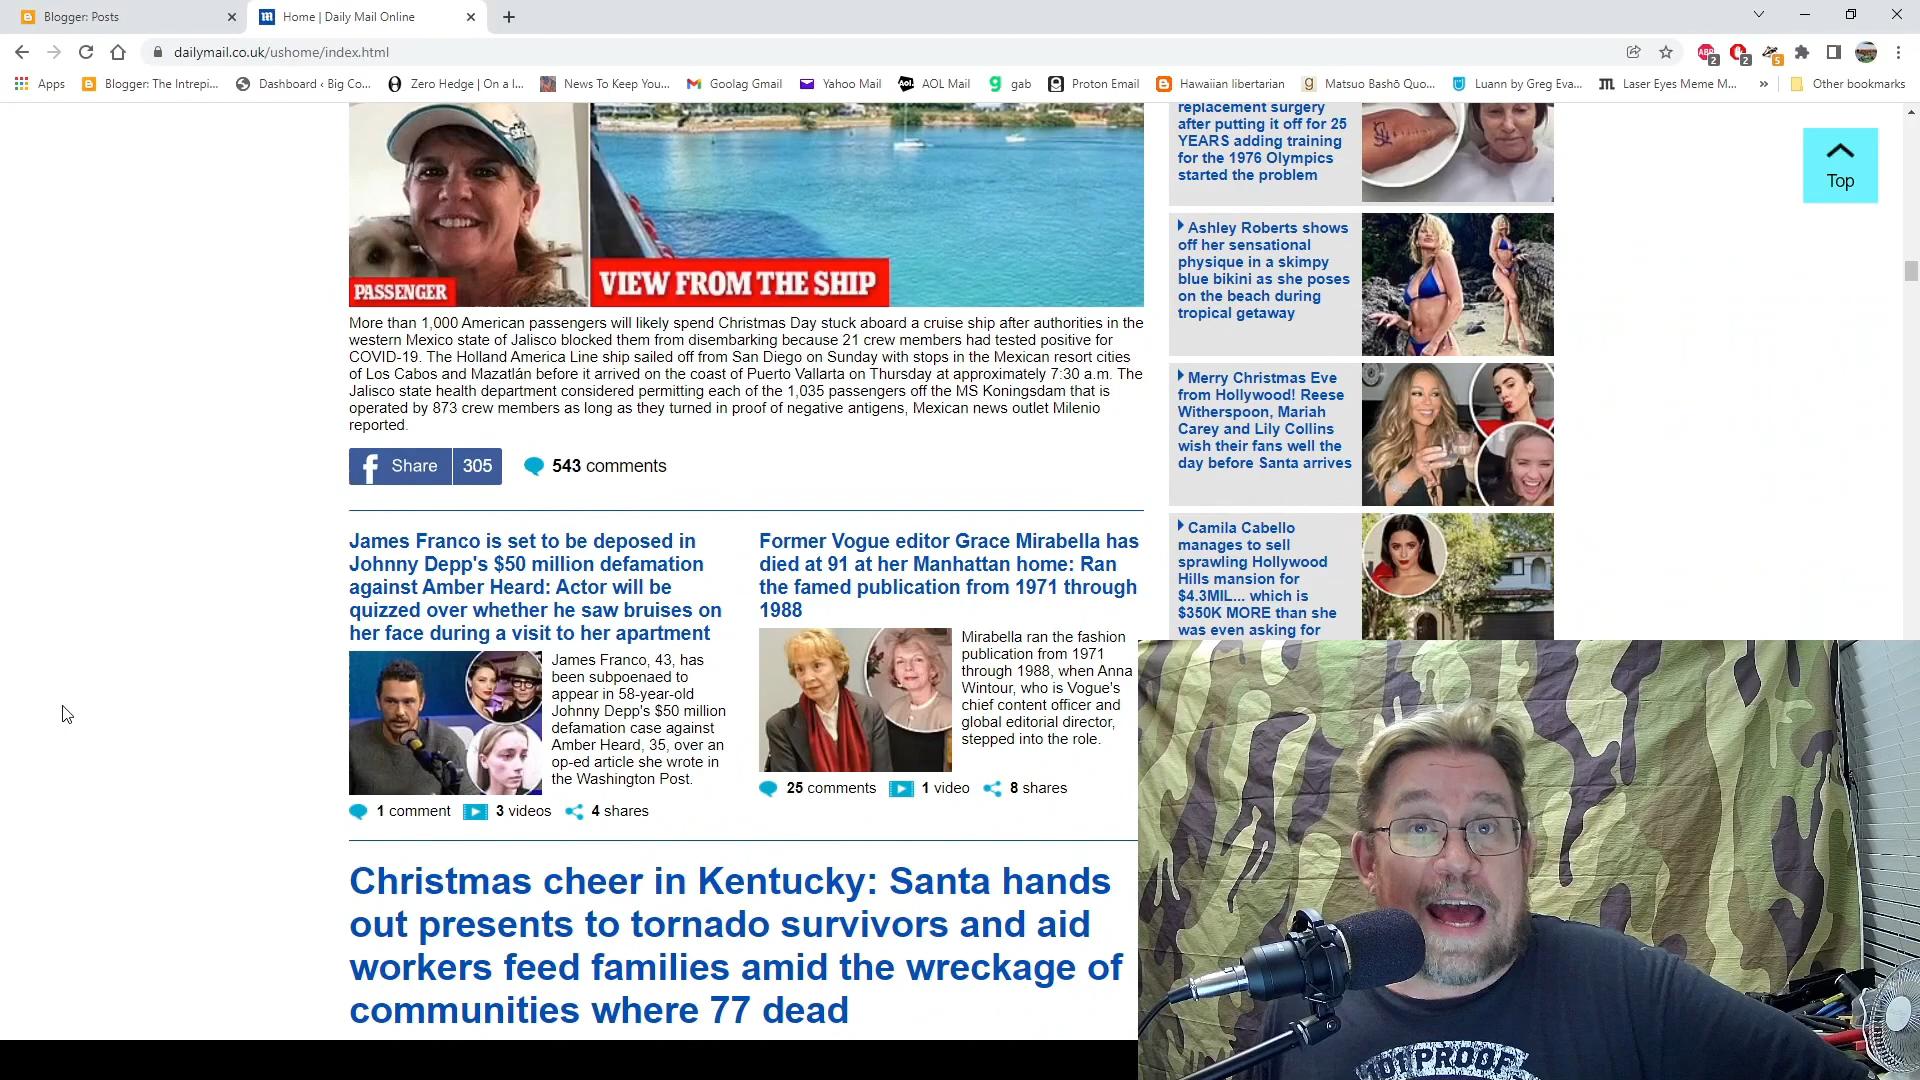 Blogger: Posts
Home | Daily Mail Online
dailymail.co.uk/ushome/index.html
Apps
Blogger: The Intrepi...
Dashboard ‹ Big Co...
Zero Hedge | On a l...
News To Keep You...
Goolag Gmail
Yahoo Mail
AOL Mail
gab
Proton Email
Hawaiian libertarian
Matsuo Bashō Quo...
Luann by Greg Eva...
Laser Eyes Meme M...
»
Other bookmarks
ABP
2
2
5
PASSENGER
VIEW FROM THE SHIP
More than 1,000 American passengers will likely spend Christmas Day stuck aboard a cruise ship after authorities in the
western Mexico state of Jalisco blocked them from disembarking because 21 crew members had tested positive for
COVID-19. The Holland America Line ship sailed off from San Diego on Sunday with stops in the Mexican resort cities
of Los Cabos and Mazatlán before it arrived on the coast of Puerto Vallarta on Thursday at approximately 7:30 a.m. The
Jalisco state health department considered permitting each of the 1,035 passengers off the MS Koningsdam that is
operated by 873 crew members as long as they turned in proof of negative antigens, Mexican news outlet Milenio
reported.
Share 305
543 comments
James Franco is set to be deposed in
Johnny Depp's $50 million defamation
against Amber Heard: Actor will be
quizzed over whether he saw bruises on
her face during a visit to her apartment
James Franco, 43, has
been subpoenaed to
appear in 58-year-old
Johnny Depp's $50 million
defamation case against
Amber Heard, 35, over an
op-ed article she wrote in
the Washington Post.
1 comment 3 videos 4 shares
Former Vogue editor Grace Mirabella has
died at 91 at her Manhattan home: Ran
the famed publication from 1971 through
1988
Mirabella ran the fashion
publication from 1971
through 1988, when Anna
Wintour, who is Vogue's
chief content officer and
global editorial director,
stepped into the role.
25 comments 1 video 8 shares
Christmas cheer in Kentucky: Santa hands
out presents to tornado survivors and aid
workers feed families amid the wreckage of
communities where 77 dead
replacement surgery
after putting it off for 25
YEARS adding training
for the 1976 Olympics
started the problem
Ashley Roberts shows
off her sensational
physique in a skimpy
blue bikini as she poses
on the beach during
tropical getaway
Merry Christmas Eve
from Hollywood! Reese
Witherspoon, Mariah
Carey and Lily Collins
wish their fans well the
day before Santa arrives
Camila Cabello
manages to sell
sprawling Hollywood
Hills mansion for
$4.3MIL... which is
$350K MORE than she
was even asking for
Top